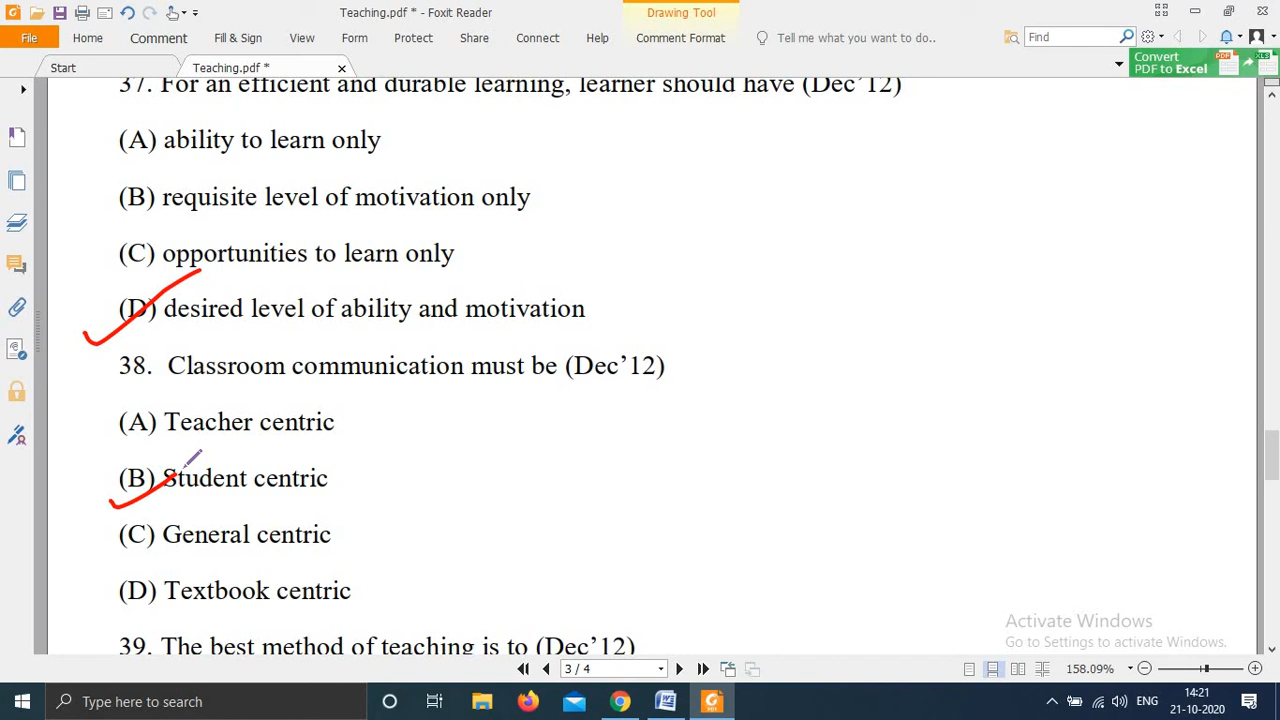 Teaching.pdf * - Foxit Reader
Drawing Tool
File
Home
Comment
Fill & Sign
View
Form
Protect
Share
Connect
Help
Comment Format
Tell me what you want to do..
Find
Start
Teaching.pdf *
Convert
PDF to Excel
37. For an efficient and durable learning, learner should have (Dec’12)
(A) ability to learn only
(B) requisite level of motivation only
(C) opportunities to learn only
(D) desired level of ability and motivation
38. Classroom communication must be (Dec’12)
(A) Teacher centric
(B) Student centric
(C) General centric
(D) Textbook centric
39. The best method of teaching is to (Dec’12)
Activate Windows
Go to Settings to activate Windows.
3 / 4
158.09%
Type here to search
ENG
14:21
21-10-2020